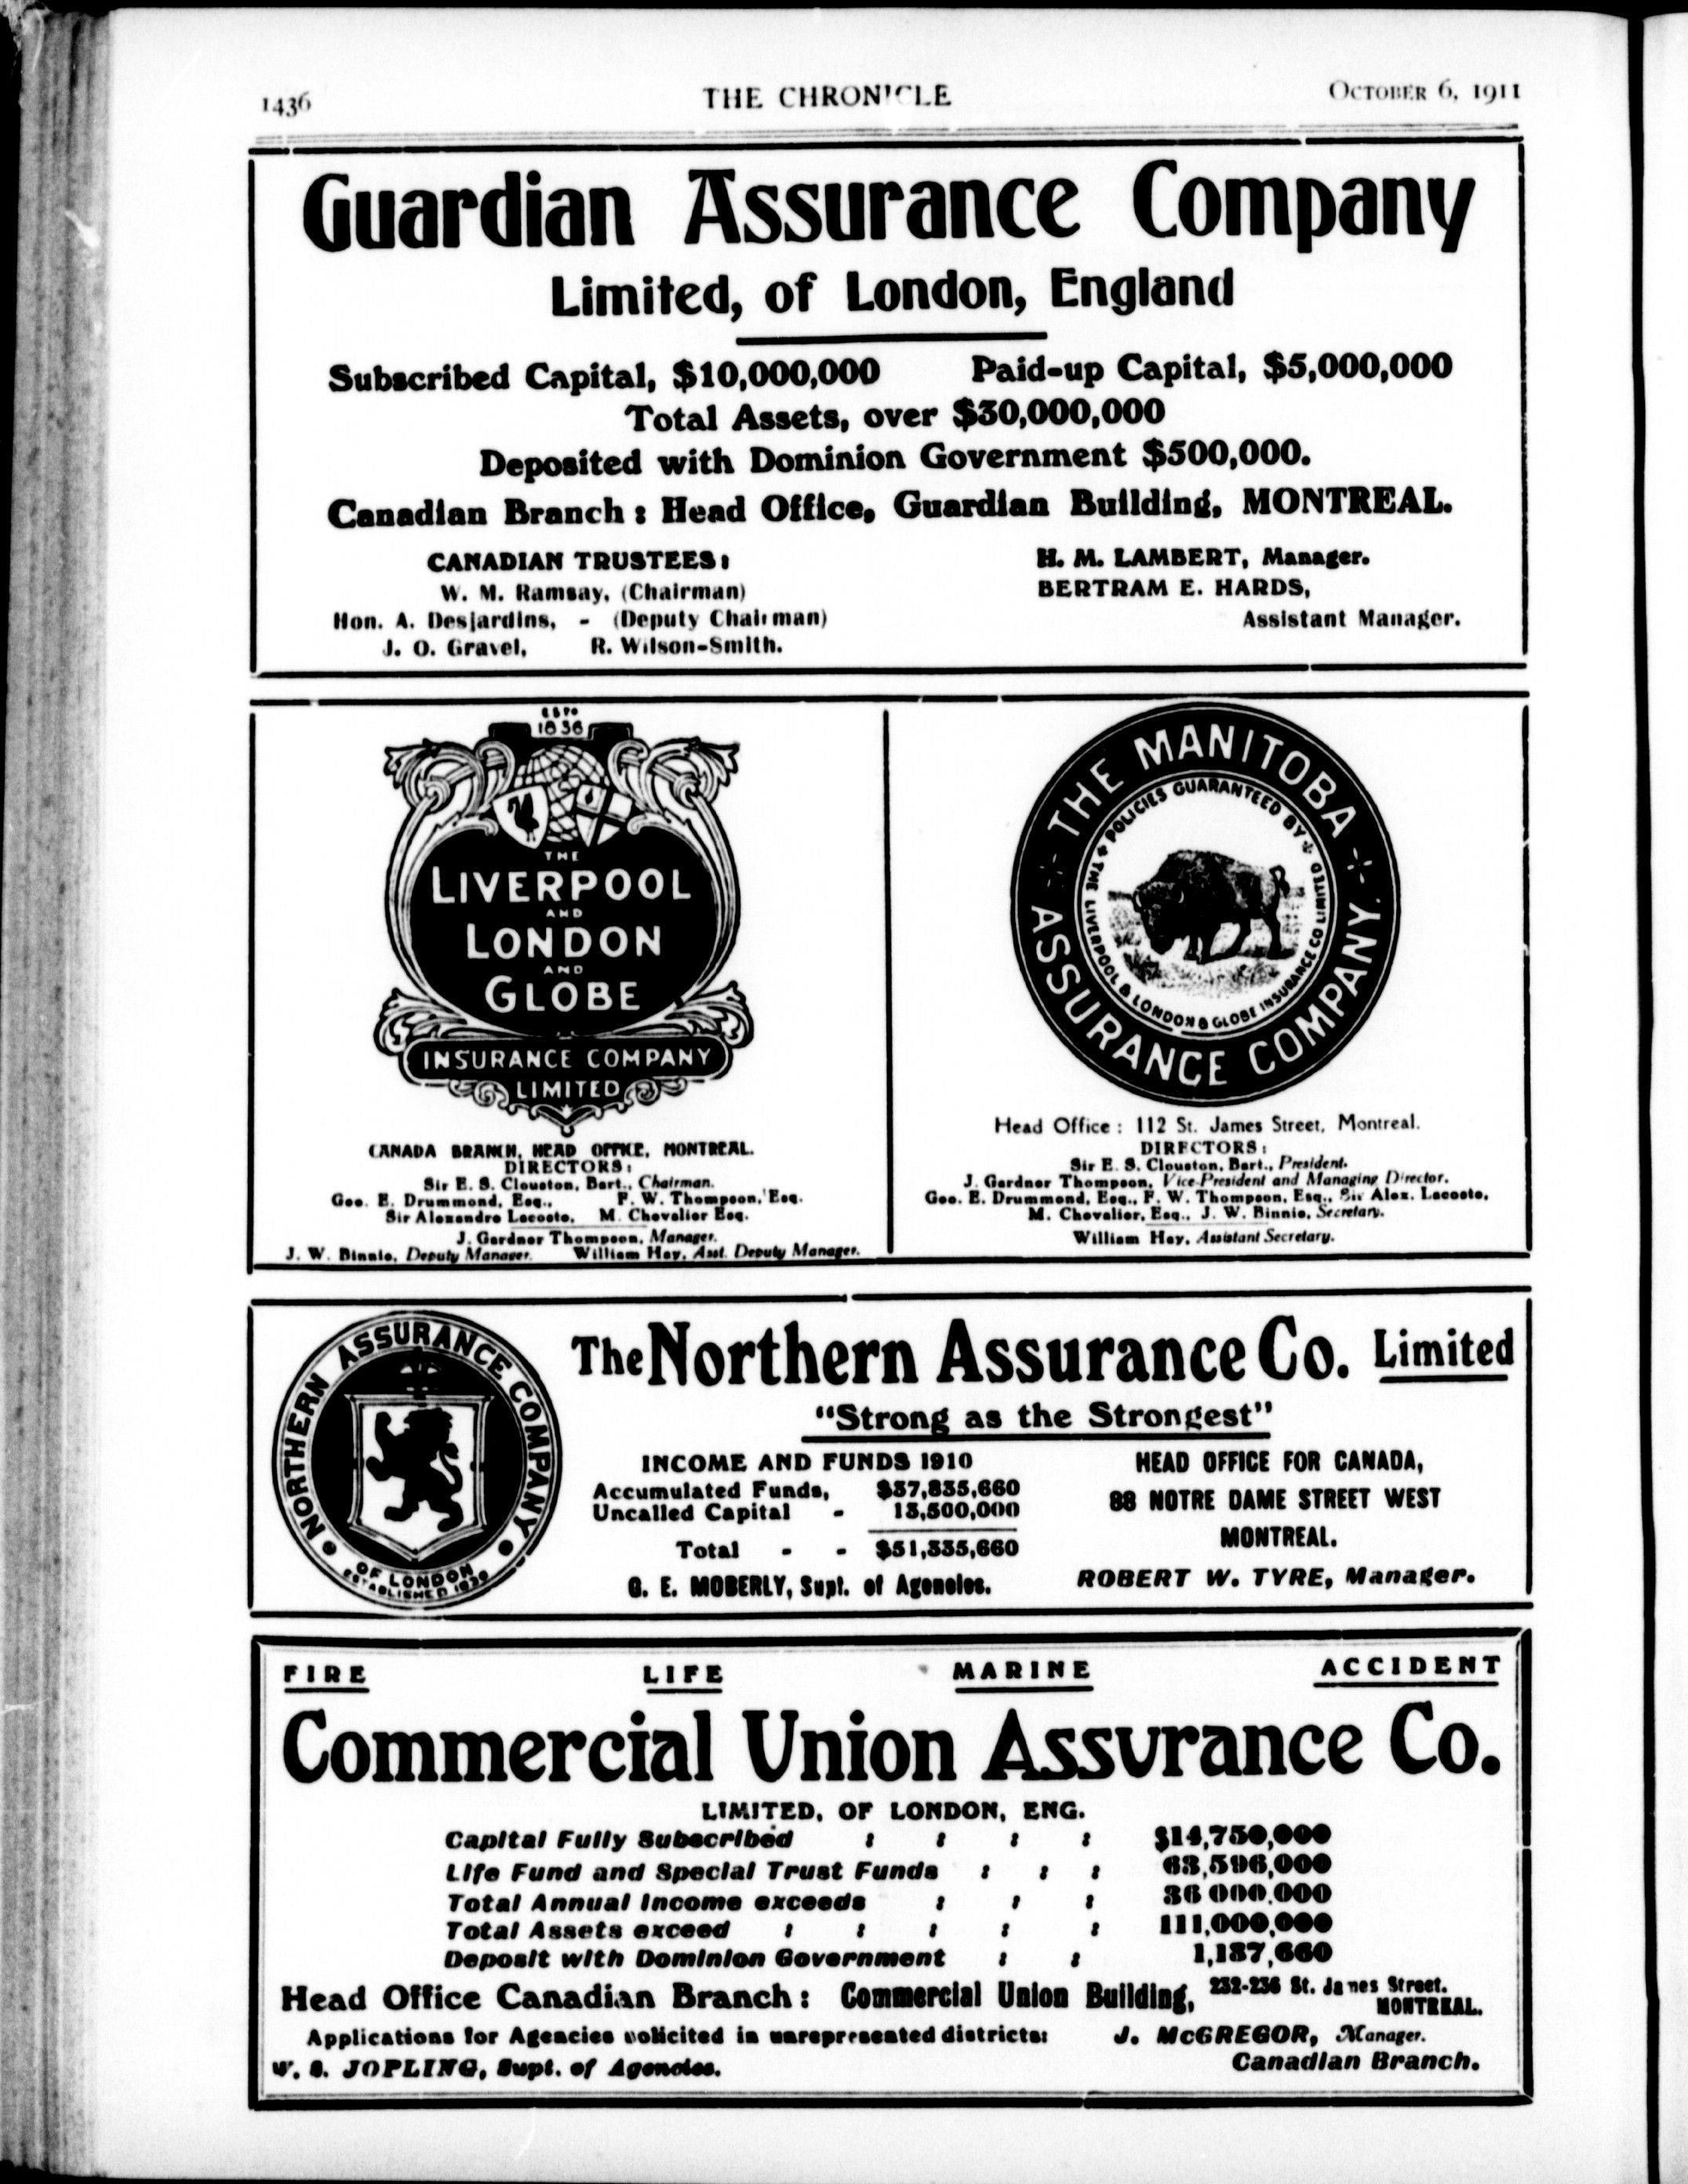 1436
THE CHRONICLE
OCTOBER 6, 1911
Guardian Assurance Company
Limited, of London, England
Subscribed Capital, $10,000,000 Paid-up Capital, $5,000,000
Total Assets, over $30,000,000
Deposited with Dominion Government $500,000.
Canadian Branch: Head Office, Guardian Building, MONTREAL.
CANADIAN TRUSTEES:
W. M. Ramsay, (Chairman)
Hon. A. Desjardins, - (Deputy Chairman)
J. O. Gravel, R. Wilson-Smith.
H. M. LAMBERT, Manager.
BERTRAM E. HARDS,
Assistant Manager.
ESTD
1836
THE
LIVERPOOL
AND
LONDON
AND
GLOBE
INSURANCE COMPANY
LIMITED
CANADA BRANCH, HEAD OFFICE, MONTREAL.
DIRECTORS:
Sir E. S. Clouston, Bart., Chairman.
Geo. E. Drummond, Esq., F. W. Thompson, Esq.
Sir Alexandre Lacoste, M. Chevalier Esq.
J. Gardner Thompson, Manager.
J. W. Binnie, Deputy Manager. William Hay, Asst. Deputy Manager.
THE MANITOBA
ASSURANCE COMPANY.
POLICIES GUARANTEED BY
THE LIVERPOOL & LONDON & GLOBE INSURANCE CO LIMITED
Head Office: 112 St. James Street, Montreal.
DIRECTORS:
Sir E. S. Clouston, Bart., President.
J. Gardner Thompson, Vice-President and Managing Director.
Geo. E. Drummond, Esq., F. W. Thompson, Esq., Sir Alex. Lacoste,
M. Chevalier, Esq., J. W. Binnie, Secretary.
William Hay, Assistant Secretary.
NORTHERN ASSURANCE COMPANY
OF LONDON
ESTABLISHED 1836
The Northern Assurance Co. Limited
"Strong as the Strongest"
INCOME AND FUNDS 1910
Accumulated Funds, $37,835,660
Uncalled Capital - 13,500,000
Total - - $51,335,660
G. E. MOBERLY, Supt. of Agencies.
HEAD OFFICE FOR CANADA,
88 NOTRE DAME STREET WEST
MONTREAL.
ROBERT W. TYRE, Manager.
FIRE LIFE MARINE ACCIDENT
Commercial Union Assurance Co.
LIMITED, OF LONDON, ENG.
Capital Fully Subscribed : : : : $14,750,000
Life Fund and Special Trust Funds : : : 63,596,000
Total Annual Income exceeds : : : 36 000,000
Total Assets exceed : : : : : 111,000,000
Deposit with Dominion Government : : 1,137,660
Head Office Canadian Branch: Commercial Union Building, 232-236 St. James Street,
MONTREAL.
Applications for Agencies solicited in unrepresented districts:
W. S. JOPLING, Supt. of Agencies.
J. McGREGOR, Manager.
Canadian Branch.